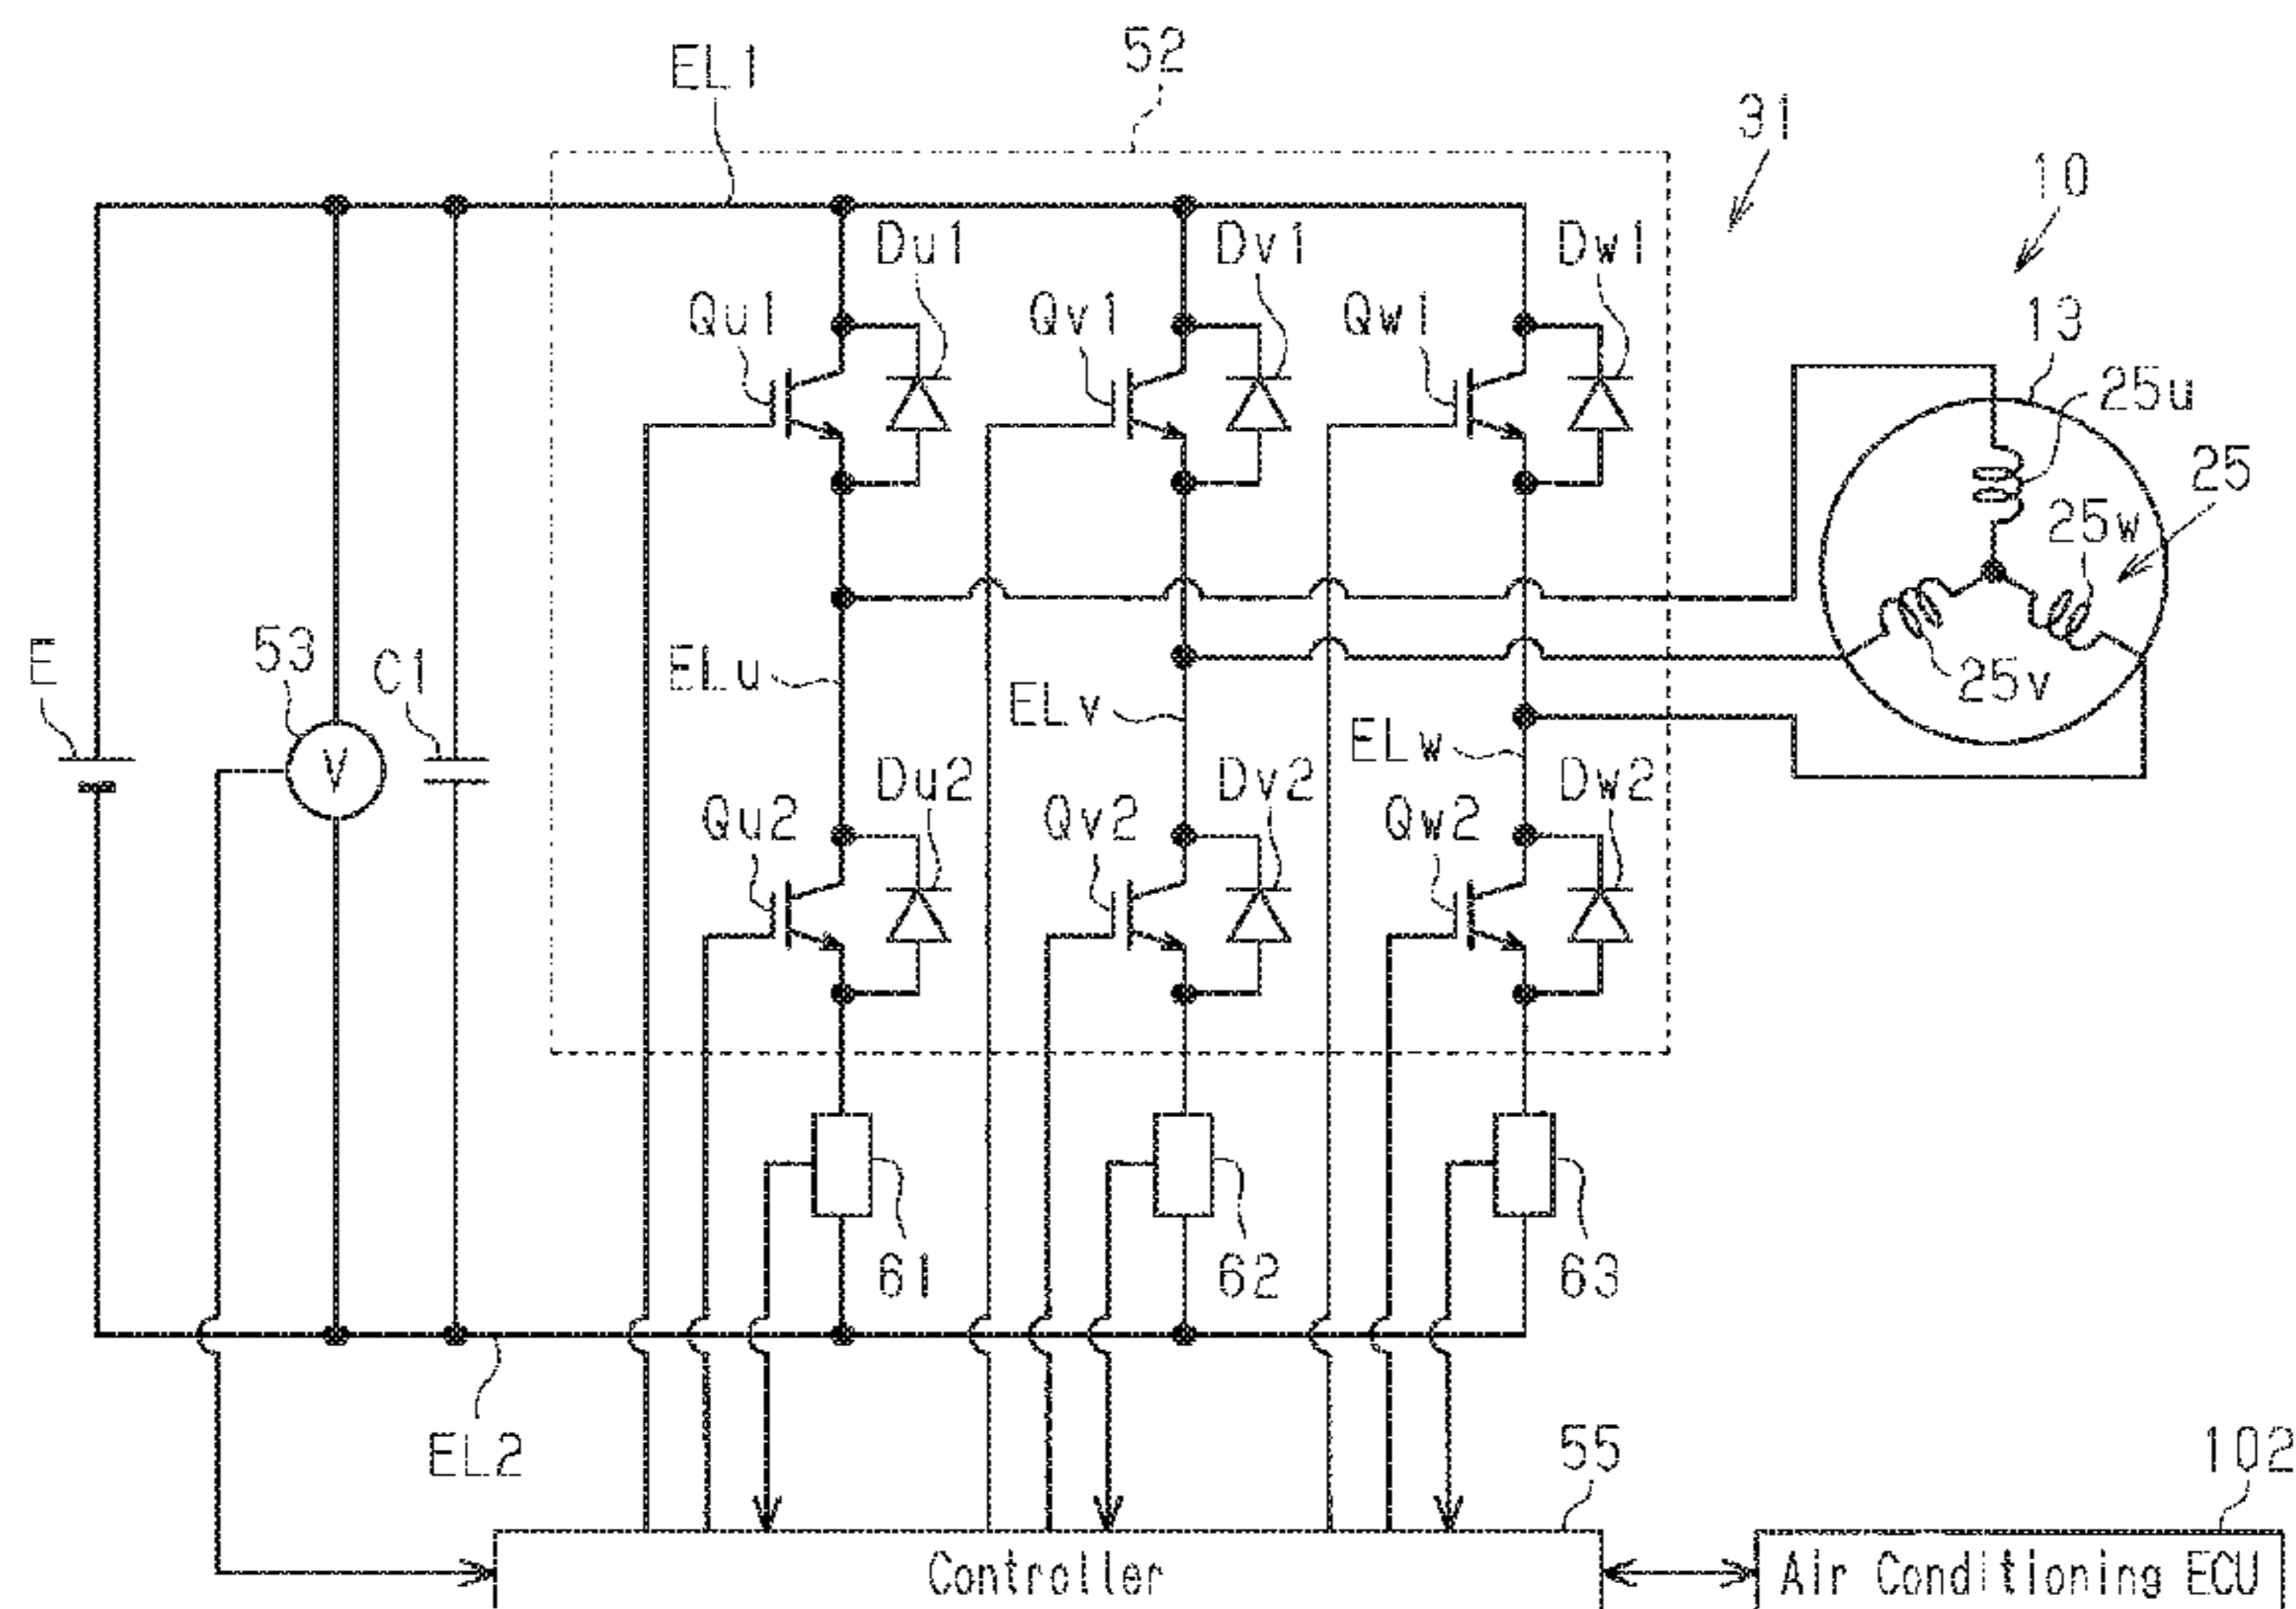 52
EL1
31
10
Du1
Dv1
Dw1
Qu1
Qv1
Qw1
13
25u
25
25w
E
53
C1
ELu
25v
ELv
ELw
V
Du2
Dv2
Dw2
Qu2
Qv2
Qw2
61
62
63
EL2
55
102
Controller
Air Conditioning ECU